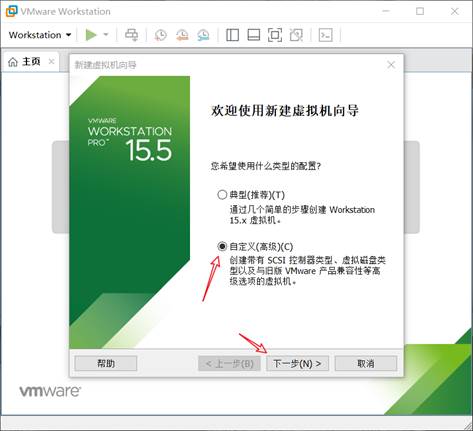 VMware Workstation
Workstation
主页
新建虚拟机向导
VMWARE
WORKSTATION
PRO™
15.5
欢迎使用新建虚拟机向导
您希望使用什么类型的配置?
典型(推荐)(T)
通过几个简单的步骤创建 Workstation
15.x 虚拟机。
自定义(高级)(C)
创建带有 SCSI 控制器类型、虚拟磁盘类
型以及与旧版 VMware 产品兼容性等高
级选项的虚拟机。
帮助
< 上一步(B)
下一步(N) >
取消
vmware